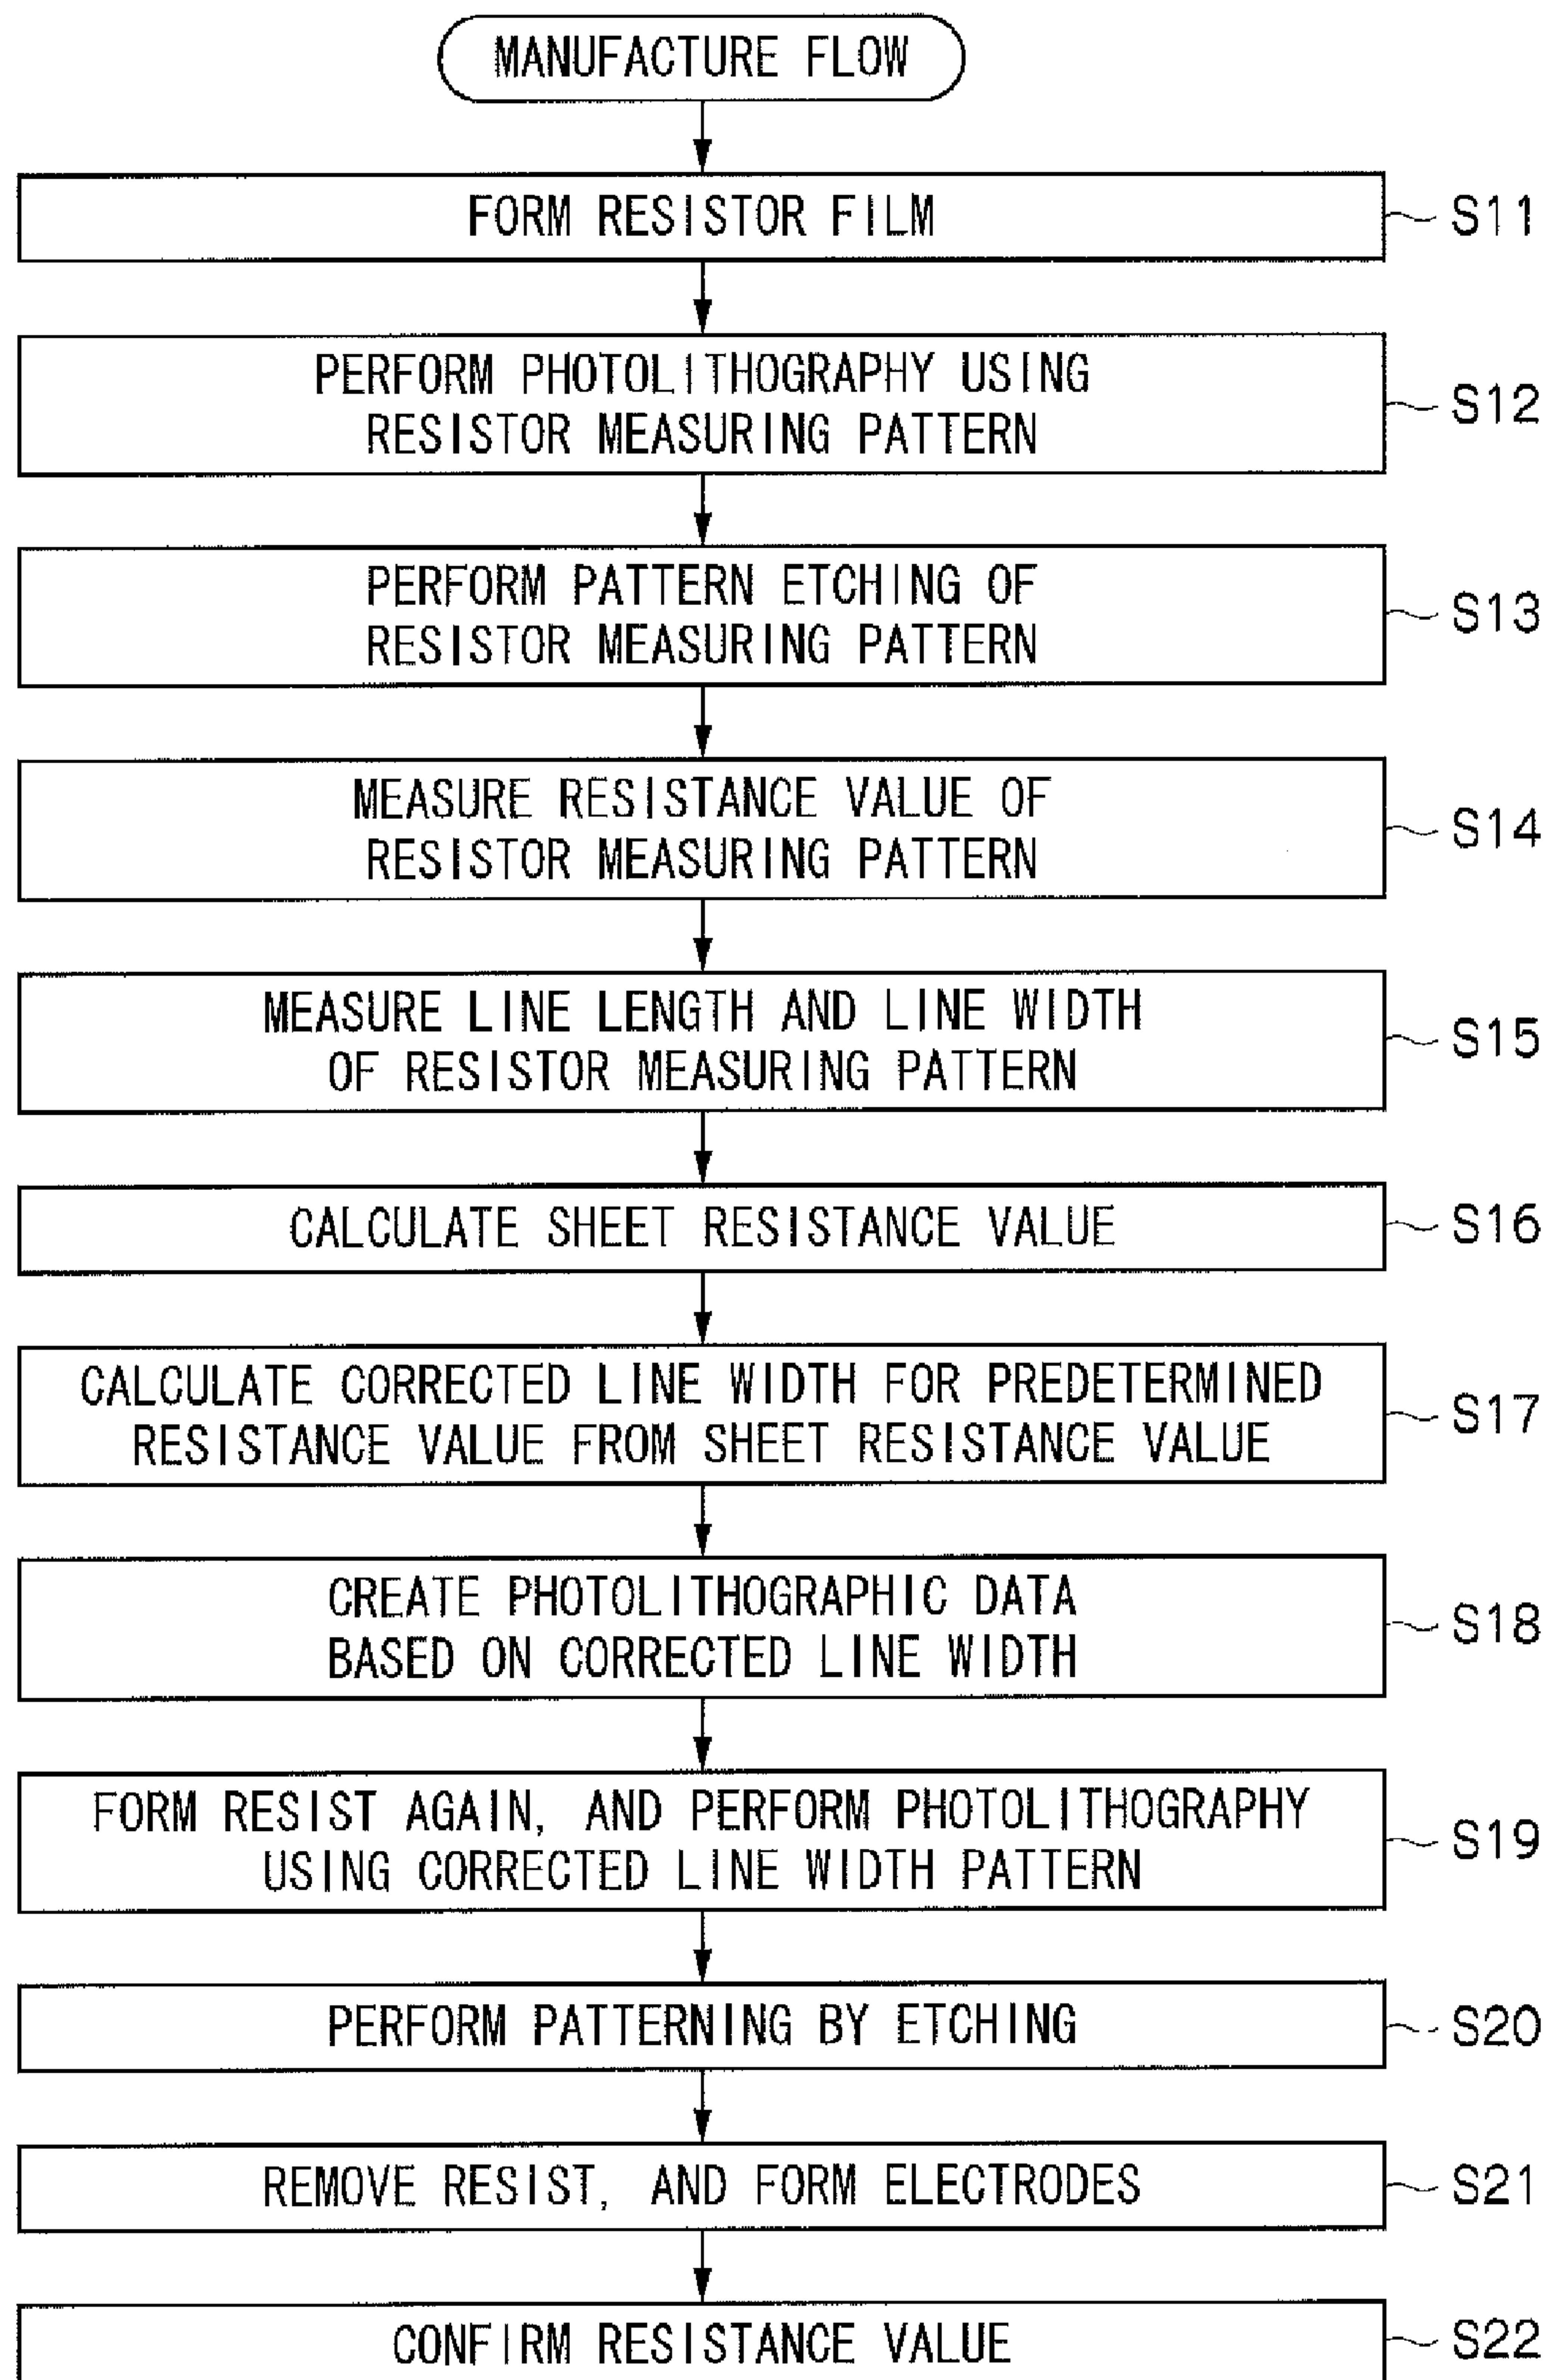 MANUFACTURE FLOW
FORM RESISTOR FILM
S11
PERFORM PHOTOLITHOGRAPHY USING
RESISTOR MEASURING PATTERN
S12
PERFORM PATTERN ETCHING OF
RESISTOR MEASURING PATTERN
S13
MEASURE RESISTANCE VALUE OF
RESISTOR MEASURING PATTERN
S14
MEASURE LINE LENGTH AND LINE WIDTH
OF RESISTOR MEASURING PATTERN
S15
CALCULATE SHEET RESISTANCE VALUE
S16
CALCULATE CORRECTED LINE WIDTH FOR PREDETERMINED
RESISTANCE VALUE FROM SHEET RESISTANCE VALUE
S17
CREATE PHOTOLITHOGRAPHIC DATA
BASED ON CORRECTED LINE WIDTH
S18
FORM RESIST AGAIN, AND PERFORM PHOTOLITHOGRAPHY
USING CORRECTED LINE WIDTH PATTERN
S19
PERFORM PATTERNING BY ETCHING
S20
REMOVE RESIST, AND FORM ELECTRODES
S21
CONFIRM RESISTANCE VALUE
S22